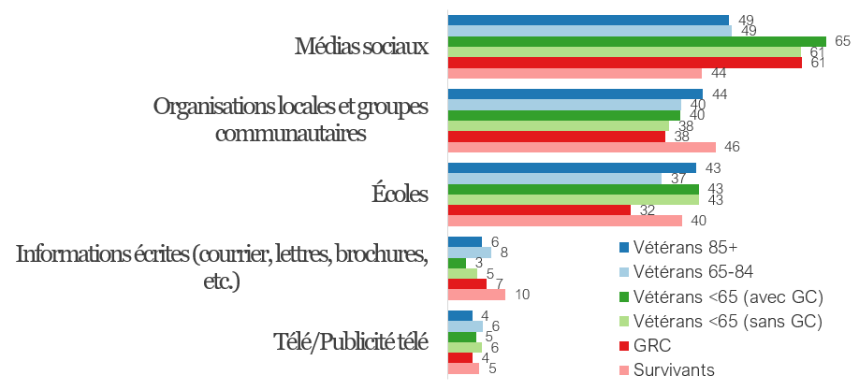 Médias sociaux
49
49
65
61
61
44
Organisations locales et groupes
communautaires
44
40
40
38
38
46
Écoles
43
37
43
43
32
40
Informations écrites (courrier, lettres, brochures,
etc.)
6
8
3
5
7
10
Télé/Publicité télé
4
6
5
6
4
5
Vétérans 85+
Vétérans 65-84
Vétérans <65 (avec GC)
Vétérans <65 (sans GC)
GRC
Survivants